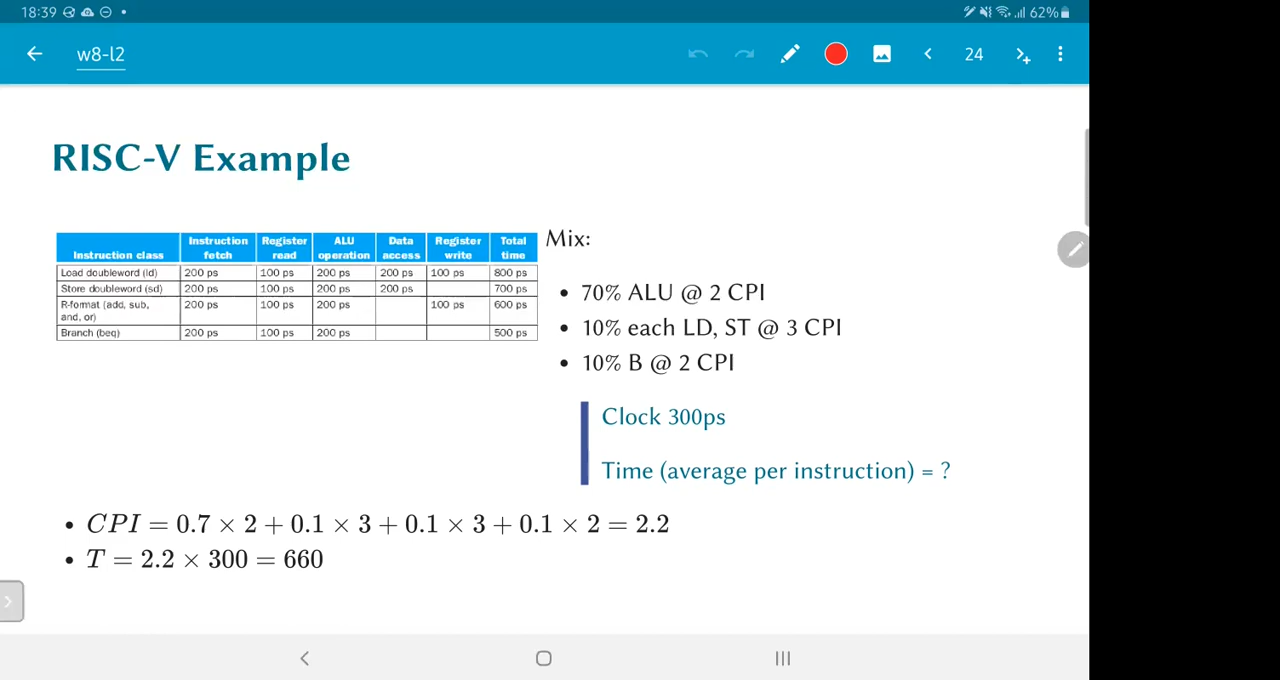 18:39
62%
w8-l2
24
RISC-V Example
Instruction class | Instruction fetch | Register read | ALU operation | Data access | Register write | Total time
Load doubleword (ld) | 200 ps | 100 ps | 200 ps | 200 ps | 100 ps | 800 ps
Store doubleword (sd) | 200 ps | 100 ps | 200 ps | 200 ps | | 700 ps
R-format (add, sub, and, or) | 200 ps | 100 ps | 200 ps | | 100 ps | 600 ps
Branch (beq) | 200 ps | 100 ps | 200 ps | | | 500 ps
Mix:
• 70% ALU @ 2 CPI
• 10% each LD, ST @ 3 CPI
• 10% B @ 2 CPI
Clock 300ps
Time (average per instruction) = ?
• CPI = 0.7 × 2 + 0.1 × 3 + 0.1 × 3 + 0.1 × 2 = 2.2
• T = 2.2 × 300 = 660